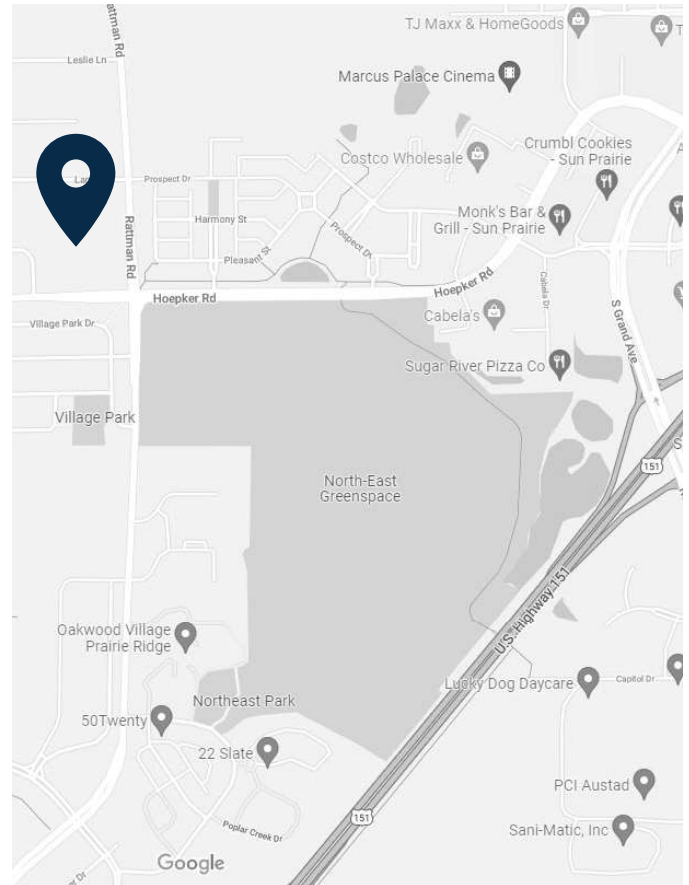 Rattman Rd
TJ Maxx & HomeGoods
Leslie Ln
Marcus Palace Cinema
Costco Wholesale
Crumbl Cookies
- Sun Prairie
Prospect Dr
Harmony St
Prospect Dr
Monk's Bar &
Grill - Sun Prairie
Rattman Rd
Pleasant St
Hoepker Rd
Hoepker Rd
Cabela Dr
Village Park Dr
Cabela's
S Grand Ave
Sugar River Pizza Co
Village Park
151
North-East
Greenspace
U.S. Highway 151
Oakwood Village
Prairie Ridge
Lucky Dog Daycare
Capitol Dr
Northeast Park
50Twenty
22 Slate
PCI Austad
151
Poplar Creek Dr
Sani-Matic, Inc
Google